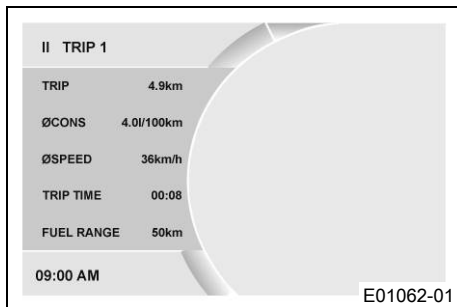 II TRIP 1
TRIP 4.9km
ØCONS 4.0l/100km
ØSPEED 36km/h
TRIP TIME 00:08
FUEL RANGE 50km
09:00 AM
E01062-01